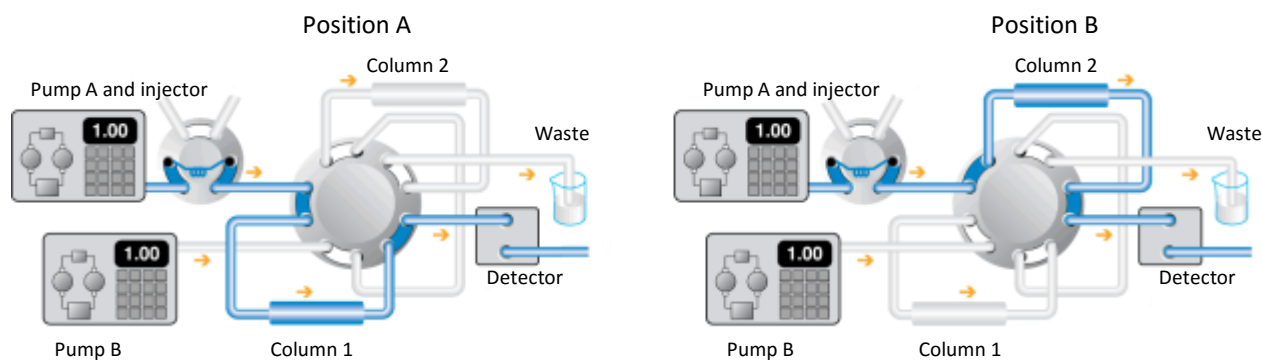 Position A
Position B
Column 2
Pump A and injector
1.00
Waste
1.00
Detector
Pump B
Column 1
Column 2
Pump A and injector
1.00
Waste
1.00
Detector
Pump B
Column 1